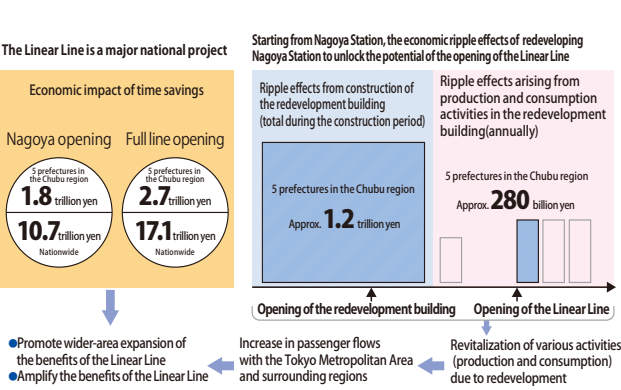 The Linear Line is a major national project
Economic impact of time savings
Nagoya opening
5 prefectures in
the Chubu region
1.8 trillion yen
10.7 trillion yen
Nationwide
Full line opening
5 prefectures in
the Chubu region
2.7 trillion yen
17.1 trillion yen
Nationwide
Starting from Nagoya Station, the economic ripple effects of redeveloping
Nagoya Station to unlock the potential of the opening of the Linear Line
Ripple effects from construction of
the redevelopment building
(total during the construction period)
5 prefectures in the Chubu region
Approx. 1.2 trillion yen
Ripple effects arising from
production and consumption
activities in the redevelopment
building(annually)
5 prefectures in the Chubu region
Approx. 280 billion yen
Opening of the redevelopment building
Opening of the Linear Line
Revitalization of various activities
(production and consumption)
due to redevelopment
Increase in passenger flows
with the Tokyo Metropolitan Area
and surrounding regions
●Promote wider-area expansion of
the benefits of the Linear Line
●Amplify the benefits of the Linear Line